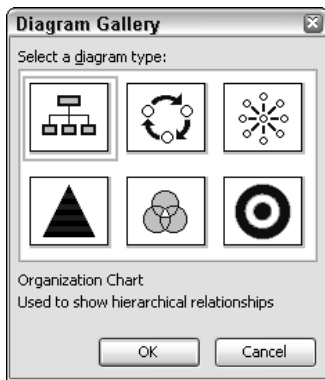 Diagram Gallery
Select a diagram type:
Organization Chart
Used to show hierarchical relationships
OK
Cancel